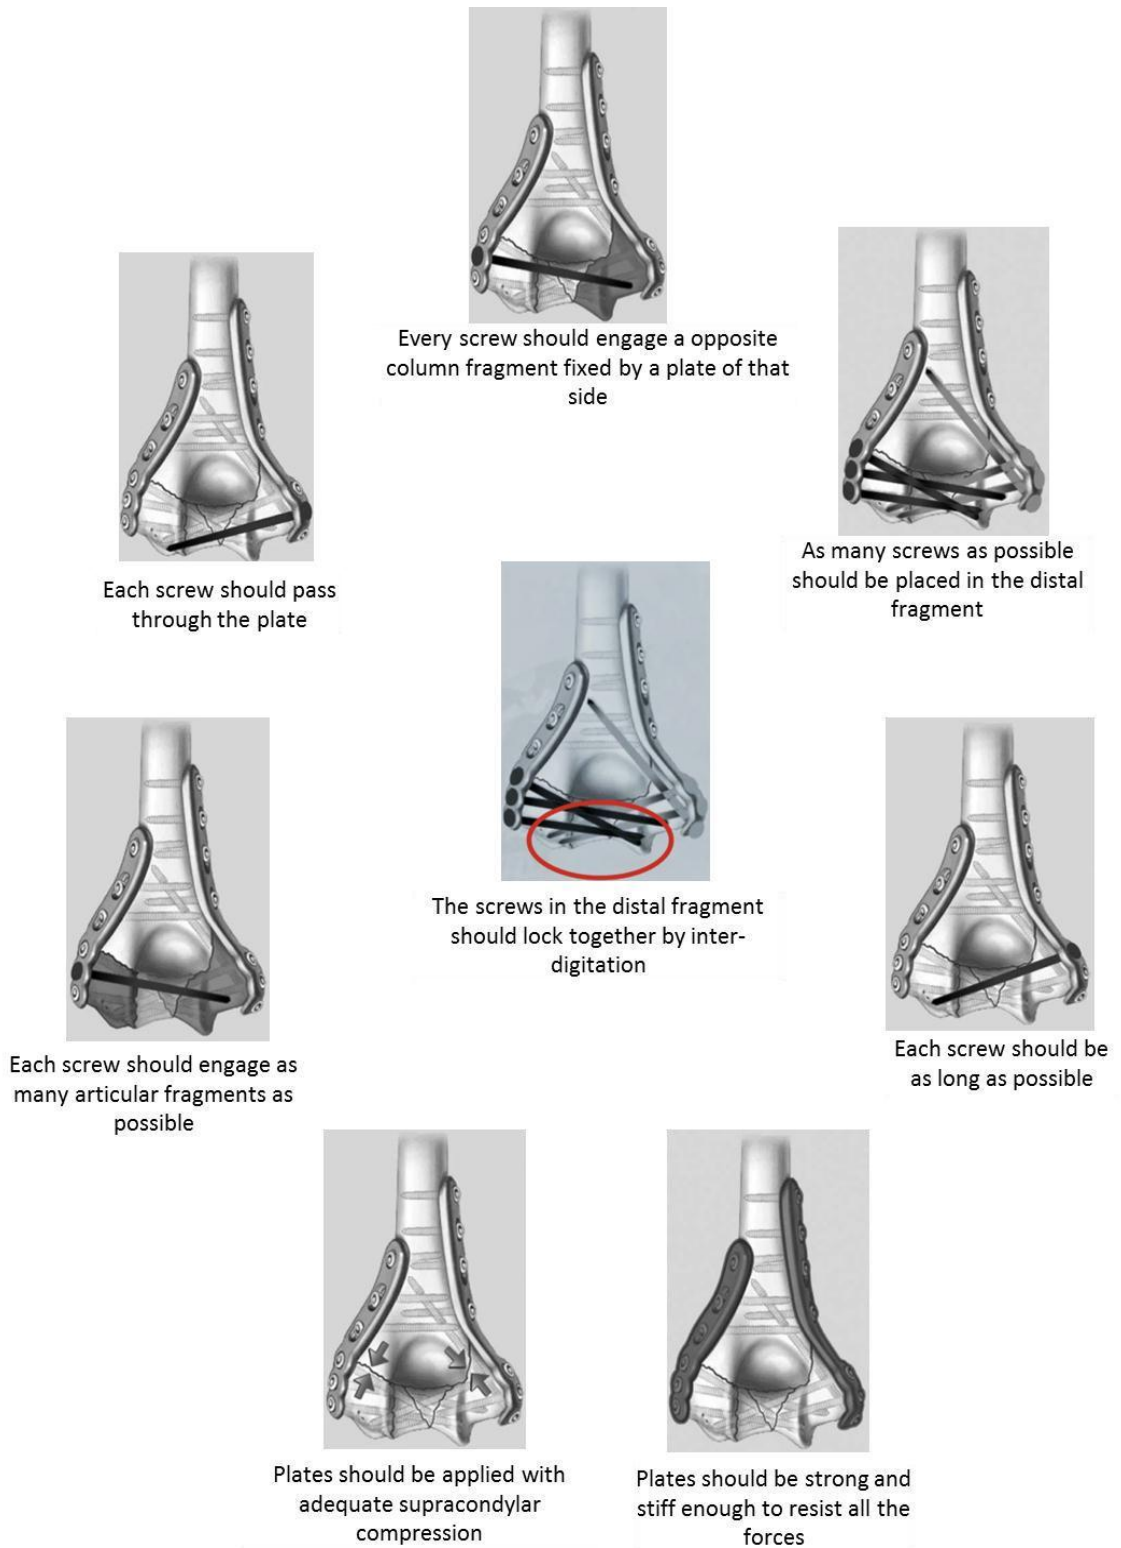 Every screw should engage a opposite
column fragment fixed by a plate of that
side
Each screw should pass
through the plate
As many screws as possible
should be placed in the distal
fragment
The screws in the distal fragment
should lock together by inter-
digitation
Each screw should engage as
many articular fragments as
possible
Each screw should be
as long as possible
Plates should be applied with
adequate supracondylar
compression
Plates should be strong and
stiff enough to resist all the
forces